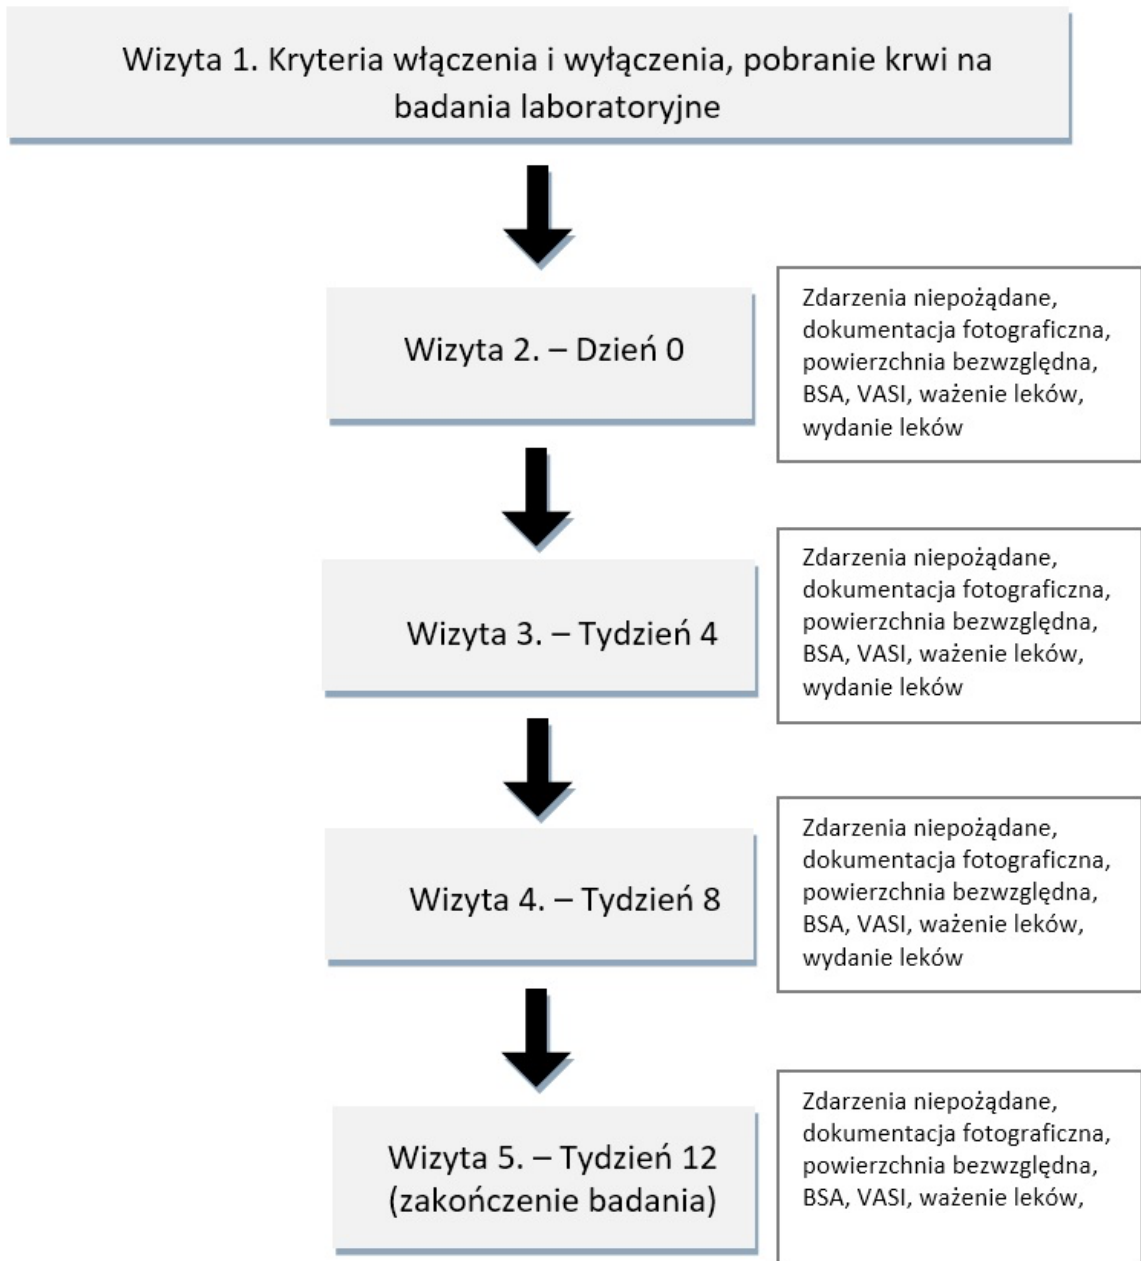 Wizyta 1. Kryteria włączenia i wyłączenia, pobranie krwi na
badania laboratoryjne
Wizyta 2. – Dzień 0
Zdarzenia niepożądane,
dokumentacja fotograficzna,
powierzchnia bezwzględna,
BSA, VASI, ważenie leków,
wydanie leków
Wizyta 3. – Tydzień 4
Zdarzenia niepożądane,
dokumentacja fotograficzna,
powierzchnia bezwzględna,
BSA, VASI, ważenie leków,
wydanie leków
Wizyta 4. – Tydzień 8
Zdarzenia niepożądane,
dokumentacja fotograficzna,
powierzchnia bezwzględna,
BSA, VASI, ważenie leków,
wydanie leków
Wizyta 5. – Tydzień 12
(zakończenie badania)
Zdarzenia niepożądane,
dokumentacja fotograficzna,
powierzchnia bezwzględna,
BSA, VASI, ważenie leków,